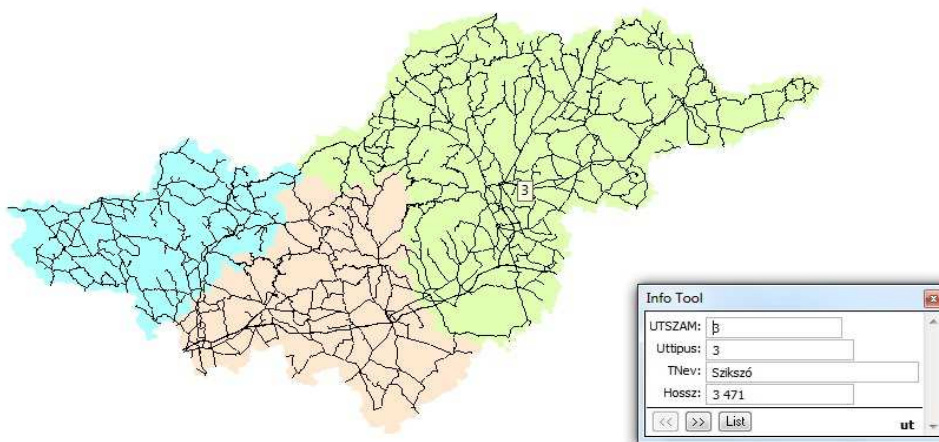 3
Info Tool
UTSZAM: 3
Uttipus: 3
TNev: Szikszó
Hossz: 3 471
<< >> List ut